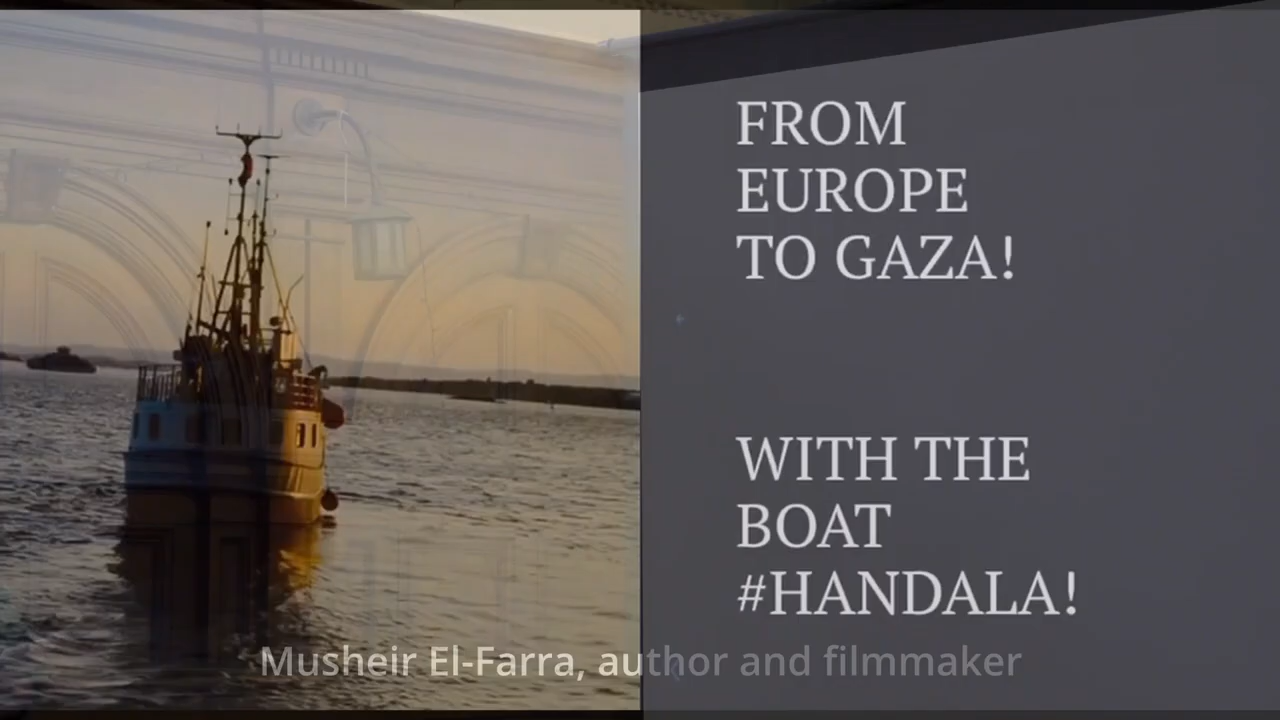 FROM
EUROPE
TO GAZA!
WITH THE
BOAT
#HANDALA!
Musheir El-Farra, author and filmmaker